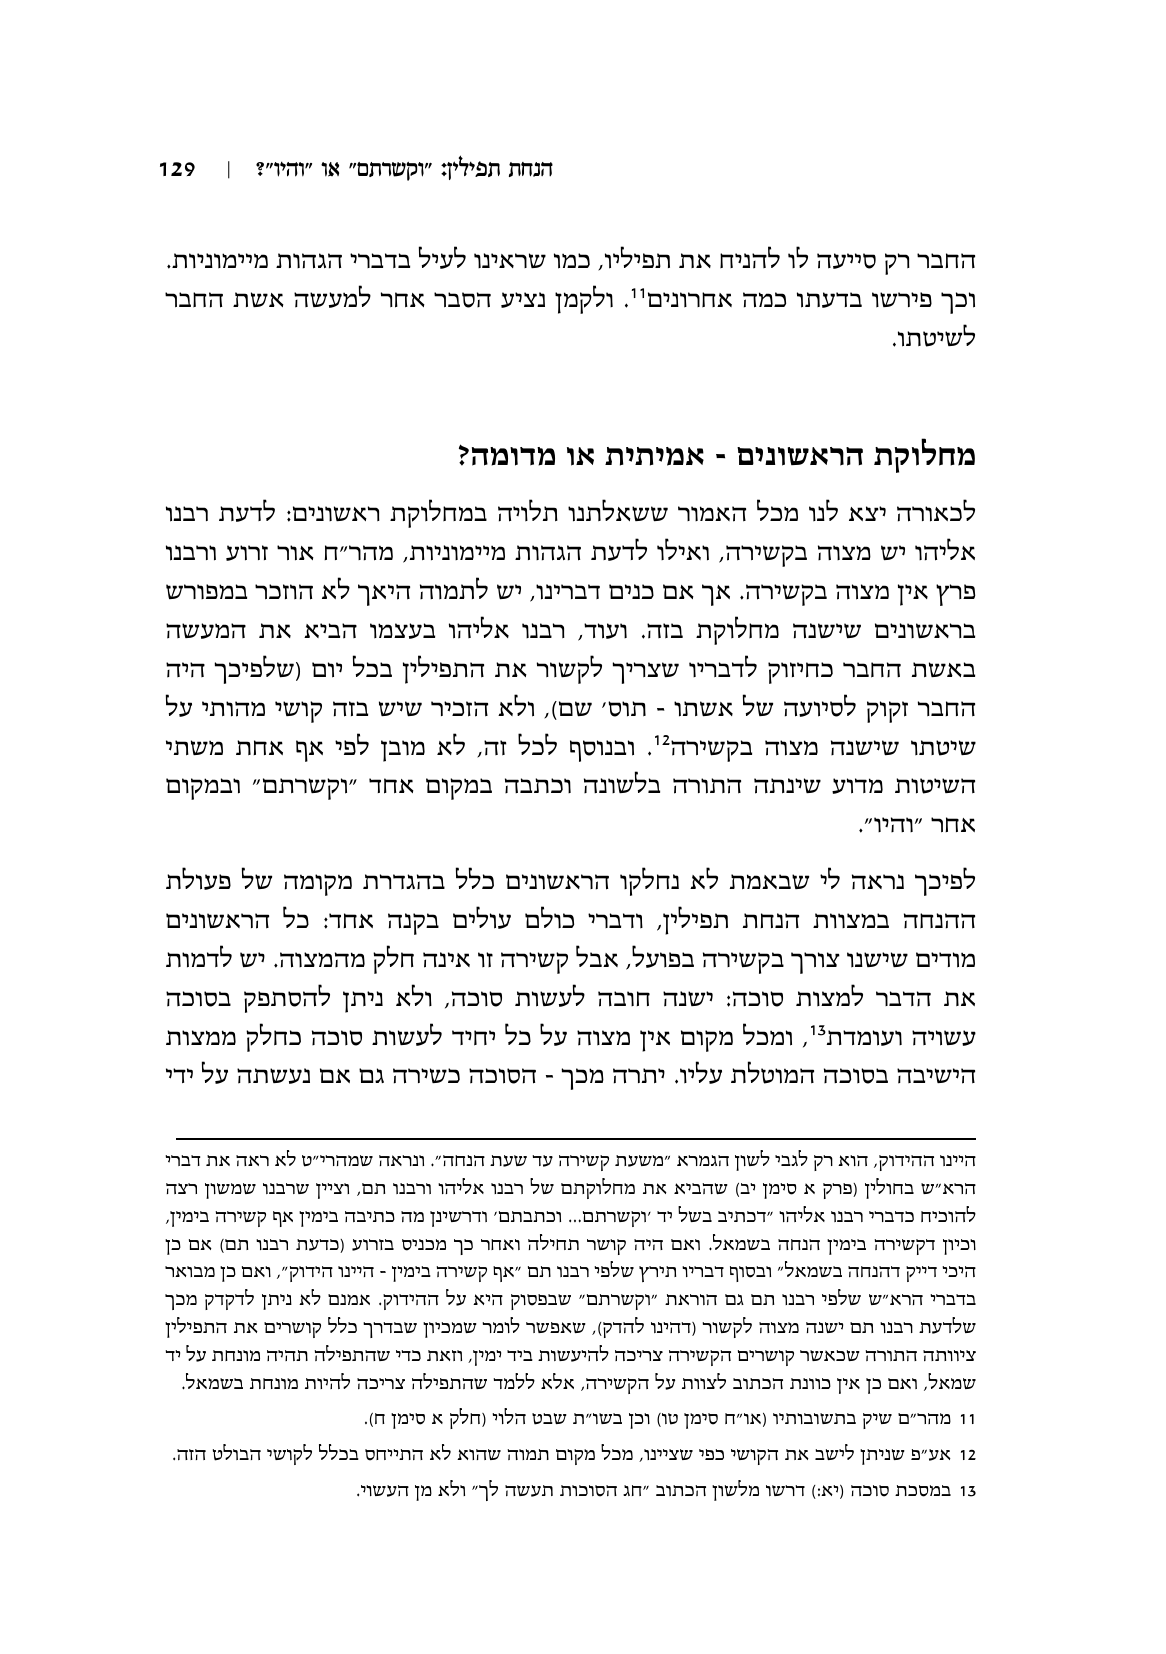 הנחת תפילין: ״וקשרתם״ או ״והיו״? | 129
החבר רק סייעה לו להניח את תפיליו, כמו שראינו לעיל בדברי הגהות מיימוניות.
וכך פירשו בדעתו כמה אחרונים11. ולקמן נציע הסבר אחר למעשה אשת החבר
לשיטתו.
מחלוקת הראשונים - אמיתית או מדומה?
לכאורה יצא לנו מכל האמור ששאלתנו תלויה במחלוקת ראשונים: לדעת רבנו
אליהו יש מצוה בקשירה, ואילו לדעת הגהות מיימוניות, מהר״ח אור זרוע ורבנו
פרץ אין מצוה בקשירה. אך אם כנים דברינו, יש לתמוה היאך לא הוזכר במפורש
בראשונים שישנה מחלוקת בזה. ועוד, רבנו אליהו בעצמו הביא את המעשה
באשת החבר כחיזוק לדבריו שצריך לקשור את התפילין בכל יום (שלפיכך היה
החבר זקוק לסיועה של אשתו - תוס׳ שם), ולא הזכיר שיש בזה קושי מהותי על
שיטתו שישנה מצוה בקשירה12. ובנוסף לכל זה, לא מובן לפי אף אחת משתי
השיטות מדוע שינתה התורה בלשונה וכתבה במקום אחד ״וקשרתם״ ובמקום
אחר ״והיו״.
לפיכך נראה לי שבאמת לא נחלקו הראשונים כלל בהגדרת מקומה של פעולת
ההנחה במצוות הנחת תפילין, ודברי כולם עולים בקנה אחד: כל הראשונים
מודים שישנו צורך בקשירה בפועל, אבל קשירה זו אינה חלק מהמצוה. יש לדמות
את הדבר למצות סוכה: ישנה חובה לעשות סוכה, ולא ניתן להסתפק בסוכה
עשויה ועומדת13, ומכל מקום אין מצוה על כל יחיד לעשות סוכה כחלק ממצות
הישיבה בסוכה המוטלת עליו. יתרה מכך - הסוכה כשירה גם אם נעשתה על ידי
היינו ההידוק, הוא רק לגבי לשון הגמרא ״משעת קשירה עד שעת הנחה״. ונראה שמהרי״ט לא ראה את דברי
הרא״ש בחולין (פרק א סימן יב) שהביא את מחלוקתם של רבנו אליהו ורבנו תם, וציין שרבנו שמשון רצה
להוכיח כדברי רבנו אליהו ״דכתיב בשל יד ׳וקשרתם... וכתבתם׳ ודרשינן מה כתיבה בימין אף קשירה בימין,
וכיון דקשירה בימין הנחה בשמאל. ואם היה קושר תחילה ואחר כך מכניס בזרוע (כדעת רבנו תם) אם כן
היכי דייק דהנחה בשמאל״ ובסוף דבריו תירץ שלפי רבנו תם ״אף קשירה בימין - היינו הידוק״, ואם כן מבואר
בדברי הרא״ש שלפי רבנו תם גם הוראת ״וקשרתם״ שבפסוק היא על ההידוק. אמנם לא ניתן לדקדק מכך
שלדעת רבנו תם ישנה מצוה לקשור (דהינו להדק), שאפשר לומר שמכיון שבדרך כלל קושרים את התפילין
ציוותה התורה שכאשר קושרים הקשירה צריכה להיעשות ביד ימין, וזאת כדי שהתפילה תהיה מונחת על יד
שמאל, ואם כן אין כוונת הכתוב לצוות על הקשירה, אלא ללמד שהתפילה צריכה להיות מונחת בשמאל.
11 מהר״ם שיק בתשובותיו (או״ח סימן טו) וכן בשו״ת שבט הלוי (חלק א סימן ח).
12 אע״פ שניתן לישב את הקושי כפי שציינו, מכל מקום תמוה שהוא לא התייחס בכלל לקושי הבולט הזה.
13 במסכת סוכה (יא:) דרשו מלשון הכתוב ״חג הסוכות תעשה לך״ ולא מן העשוי.